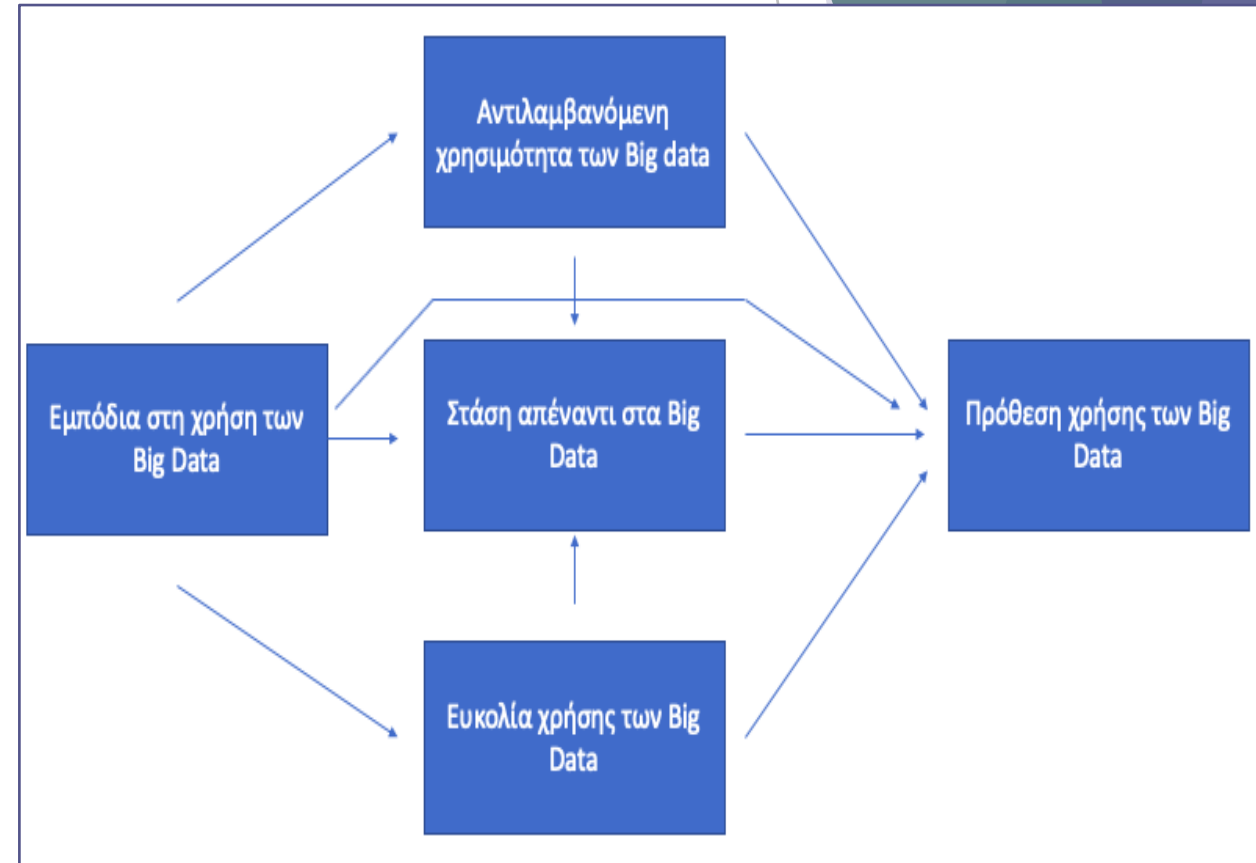 Αντιλαμβανόμενη
χρησιμότητα των Big data
Εμπόδια στη χρήση των
Big Data
Στάση απέναντι στα Big
Data
Πρόθεση χρήσης των Big
Data
Ευκολία χρήσης των Big
Data